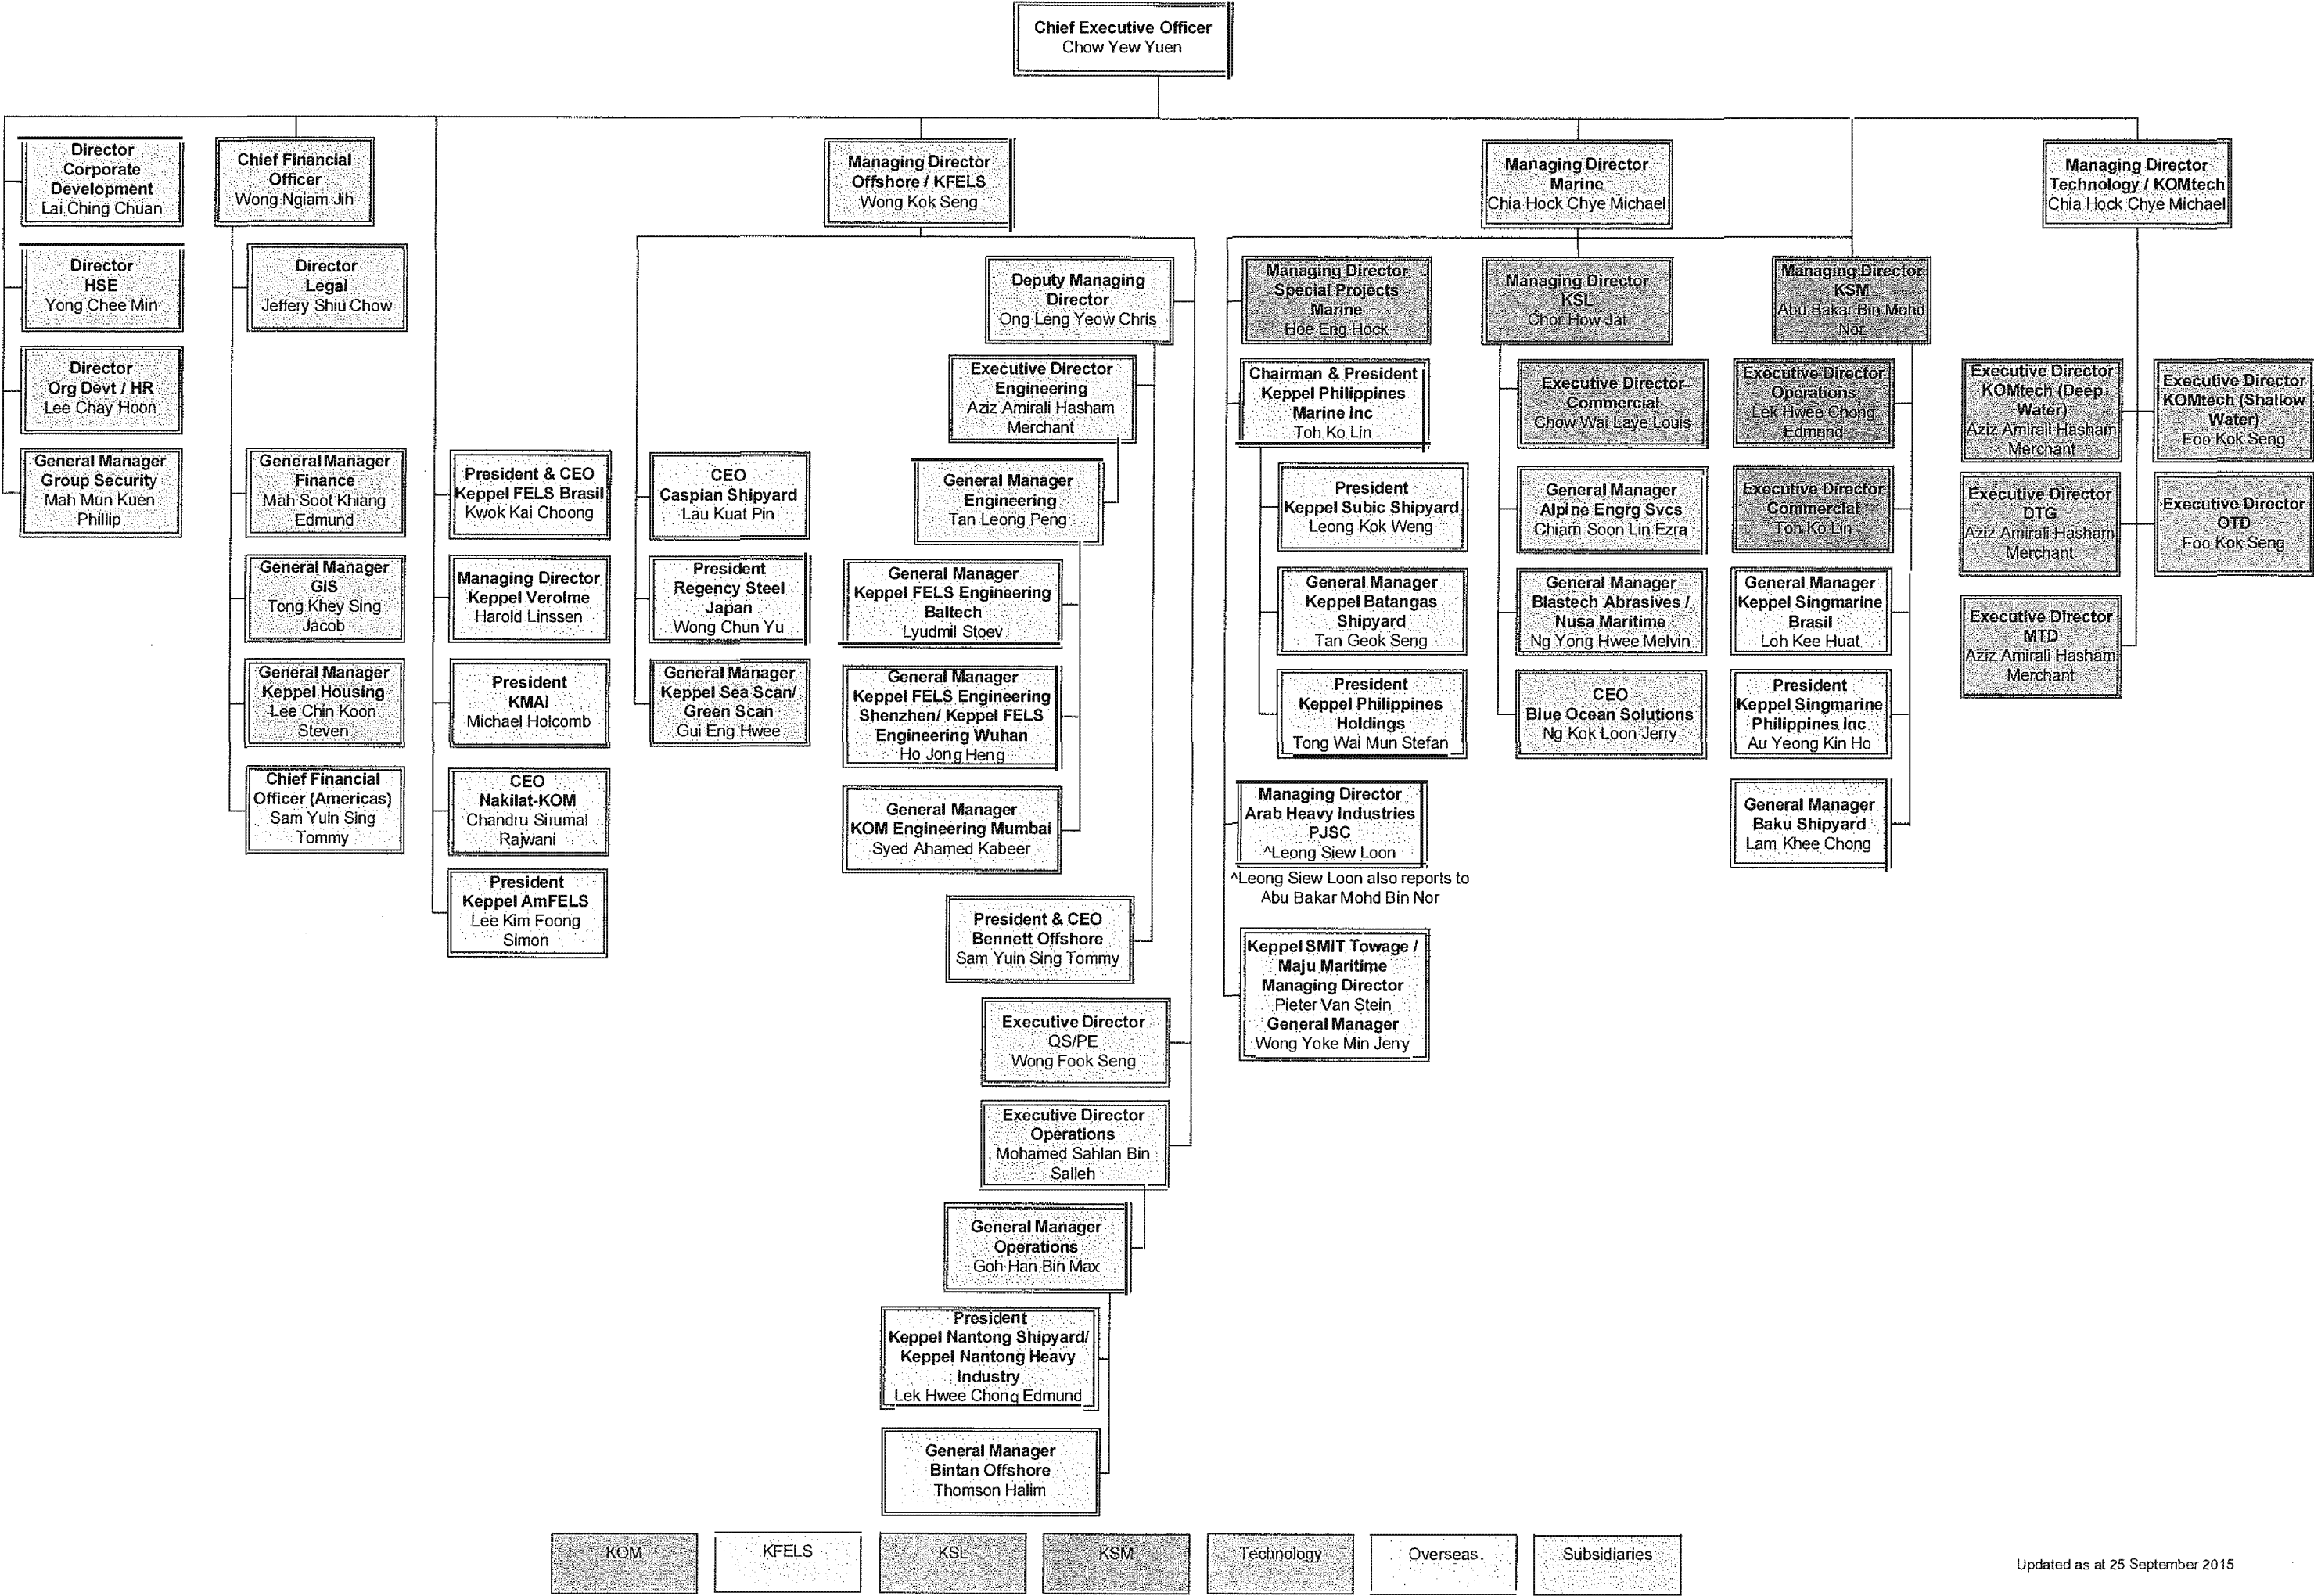 Chief Executive Officer
Chow Yew Yuen
Director
Corporate
Development
Lai Ching Chuan
Chief Financial
Officer
Wong Ngiam Jih
Managing Director
Offshore / KFELS
Wong Kok Seng
Managing Director
Marine
Chia Hock Chye Michael
Managing Director
Technology / KOMtech
Chia Hock Chye Michael
Director
HSE
Yong Chee Min
Director
Org Devt / HR
Lee Chay Hoon
General Manager
Group Security
Mah Mun Kuen
Phillip
Director
Legal
Jeffery Shiu Chow
General Manager
Finance
Mah Soot Khiang
Edmund
General Manager
GIS
Tong Khey Sing
Jacob
General Manager
Keppel Housing
Lee Chin Koon
Steven
Chief Financial
Officer (Americas)
Sam Yuin Sing
Tommy
President & CEO
Keppel FELS Brasil
Kwok Kai Choong
Managing Director
Keppel Verolme
Harold Linssen
President
KMAI
Michael Holcomb
CEO
Nakilat-KOM
Chandru Sirumal
Rajwani
President
Keppel AmFELS
Lee Kim Foong
Simon
CEO
Caspian Shipyard
Lau Kuat Pin
President
Regency Steel
Japan
Wong Chun Yu
General Manager
Keppel Sea Scan/
Green Scan
Gui Eng Hwee
Deputy Managing
Director
Ong Leng Yeow Chris
Executive Director
Engineering
Aziz Amirali Hasham
Merchant
General Manager
Engineering
Tan Leong Peng
General Manager
Keppel FELS Engineering
Baltech
Lyudmil Stoev
General Manager
Keppel FELS Engineering
Shenzhen/ Keppel FELS
Engineering Wuhan
Ho Jong Heng
General Manager
KOM Engineering Mumbai
Syed Ahamed Kabeer
President & CEO
Bennett Offshore
Sam Yuin Sing Tommy
Executive Director
QS/PE
Wong Fook Seng
Executive Director
Operations
Mohamed Sahlan Bin
Salleh
General Manager
Operations
Goh Han Bin Max
President
Keppel Nantong Shipyard/
Keppel Nantong Heavy
Industry
Lek Hwee Chong Edmund
General Manager
Bintan Offshore
Thomson Halim
Managing Director
Special Projects
Marine
Hoe Eng Hock
Chairman & President
Keppel Philippines
Marine Inc
Toh Ko Lin
President
Keppel Subic Shipyard
Leong Kok Weng
General Manager
Keppel Batangas
Shipyard
Tan Geok Seng
President
Keppel Philippines
Holdings
Tong Wai Mun Stefan
Managing Director
Arab Heavy Industries
PJSC
^Leong Siew Loon
^Leong Siew Loon also reports to
Abu Bakar Mohd Bin Nor
Keppel SMIT Towage /
Maju Maritime
Managing Director
Pieter Van Stein
General Manager
Wong Yoke Min Jeny
Managing Director
KSL
Chor How Jat
Executive Director
Commercial
Chow Wai Laye Louis
General Manager
Alpine Engrg Svcs
Chiam Soon Lin Ezra
General Manager
Blastech Abrasives /
Nusa Maritime
Ng Yong Hwee Melvin
CEO
Blue Ocean Solutions
Ng Kok Loon Jerry
Managing Director
KSM
Abu Bakar Bin Mohd
Nor
Executive Director
Operations
Lek Hwee Chong
Edmund
Executive Director
Commercial
Toh Ko Lin
General Manager
Keppel Singmarine
Brasil
Loh Kee Huat
President
Keppel Singmarine
Philippines Inc
Au Yeong Kin Ho
General Manager
Baku Shipyard
Lam Khee Chong
Executive Director
KOMtech (Deep
Water)
Aziz Amirali Hasham
Merchant
Executive Director
KOMtech (Shallow
Water)
Foo Kok Seng
Executive Director
DTG
Aziz Amirali Hasham
Merchant
Executive Director
OTD
Foo Kok Seng
Executive Director
MTD
Aziz Amirali Hasham
Merchant
KOM
KFELS
KSL
KSM
Technology
Overseas
Subsidiaries
Updated as at 25 September 2015